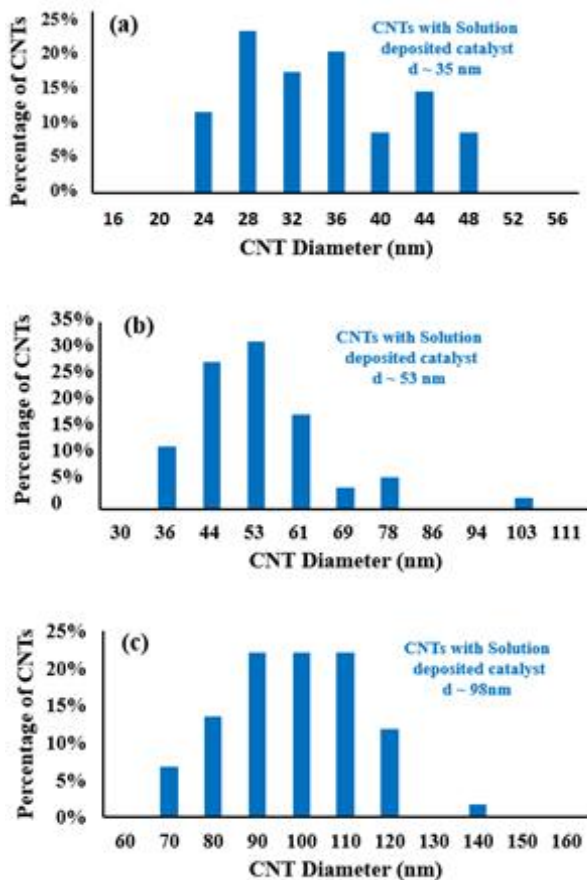 (a)
CNTs with Solution
deposited catalyst
d ~ 35 nm
Percentage of CNTs
25%
20%
15%
10%
5%
0%
16 20 24 28 32 36 40 44 48 52 56
CNT Diameter (nm)
(b)
CNTs with Solution
deposited catalyst
d ~ 53 nm
Percentage of CNTs
35%
30%
25%
20%
15%
10%
5%
0
30 36 44 53 61 69 78 86 94 103 111
CNT Diameter (nm)
(c)
CNTs with Solution
deposited catalyst
d ~ 98nm
Percentage of CNTs
25%
20%
15%
10%
5%
0%
60 70 80 90 100 110 120 130 140 150 160
CNT Diameter (nm)